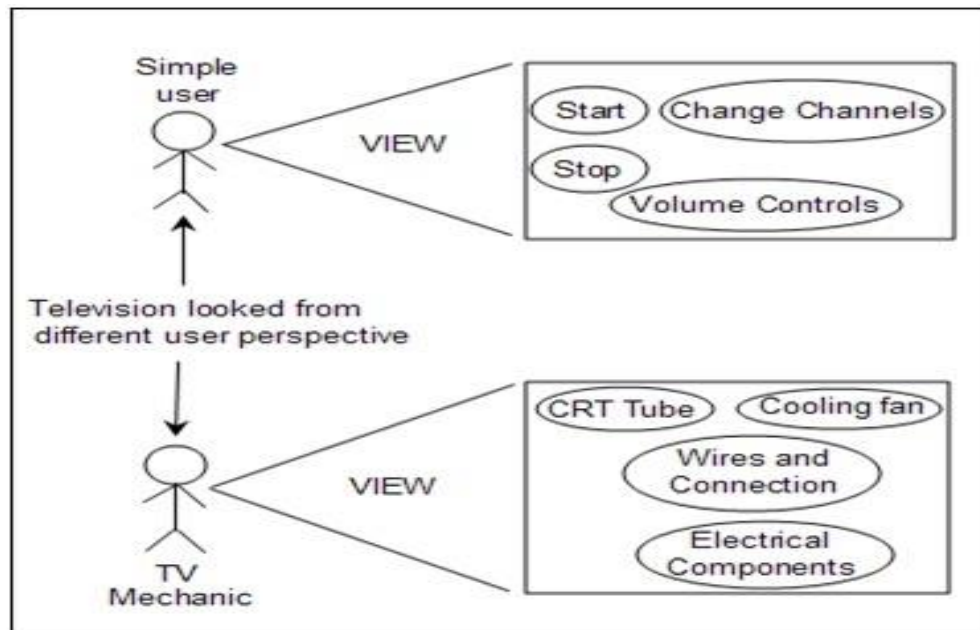 Simple
user
VIEW
Start
Change Channels
Stop
Volume Controls
Television looked from
different user perspective
CRT Tube
Cooling fan
VIEW
Wires and
Connection
Electrical
Components
TV
Mechanic